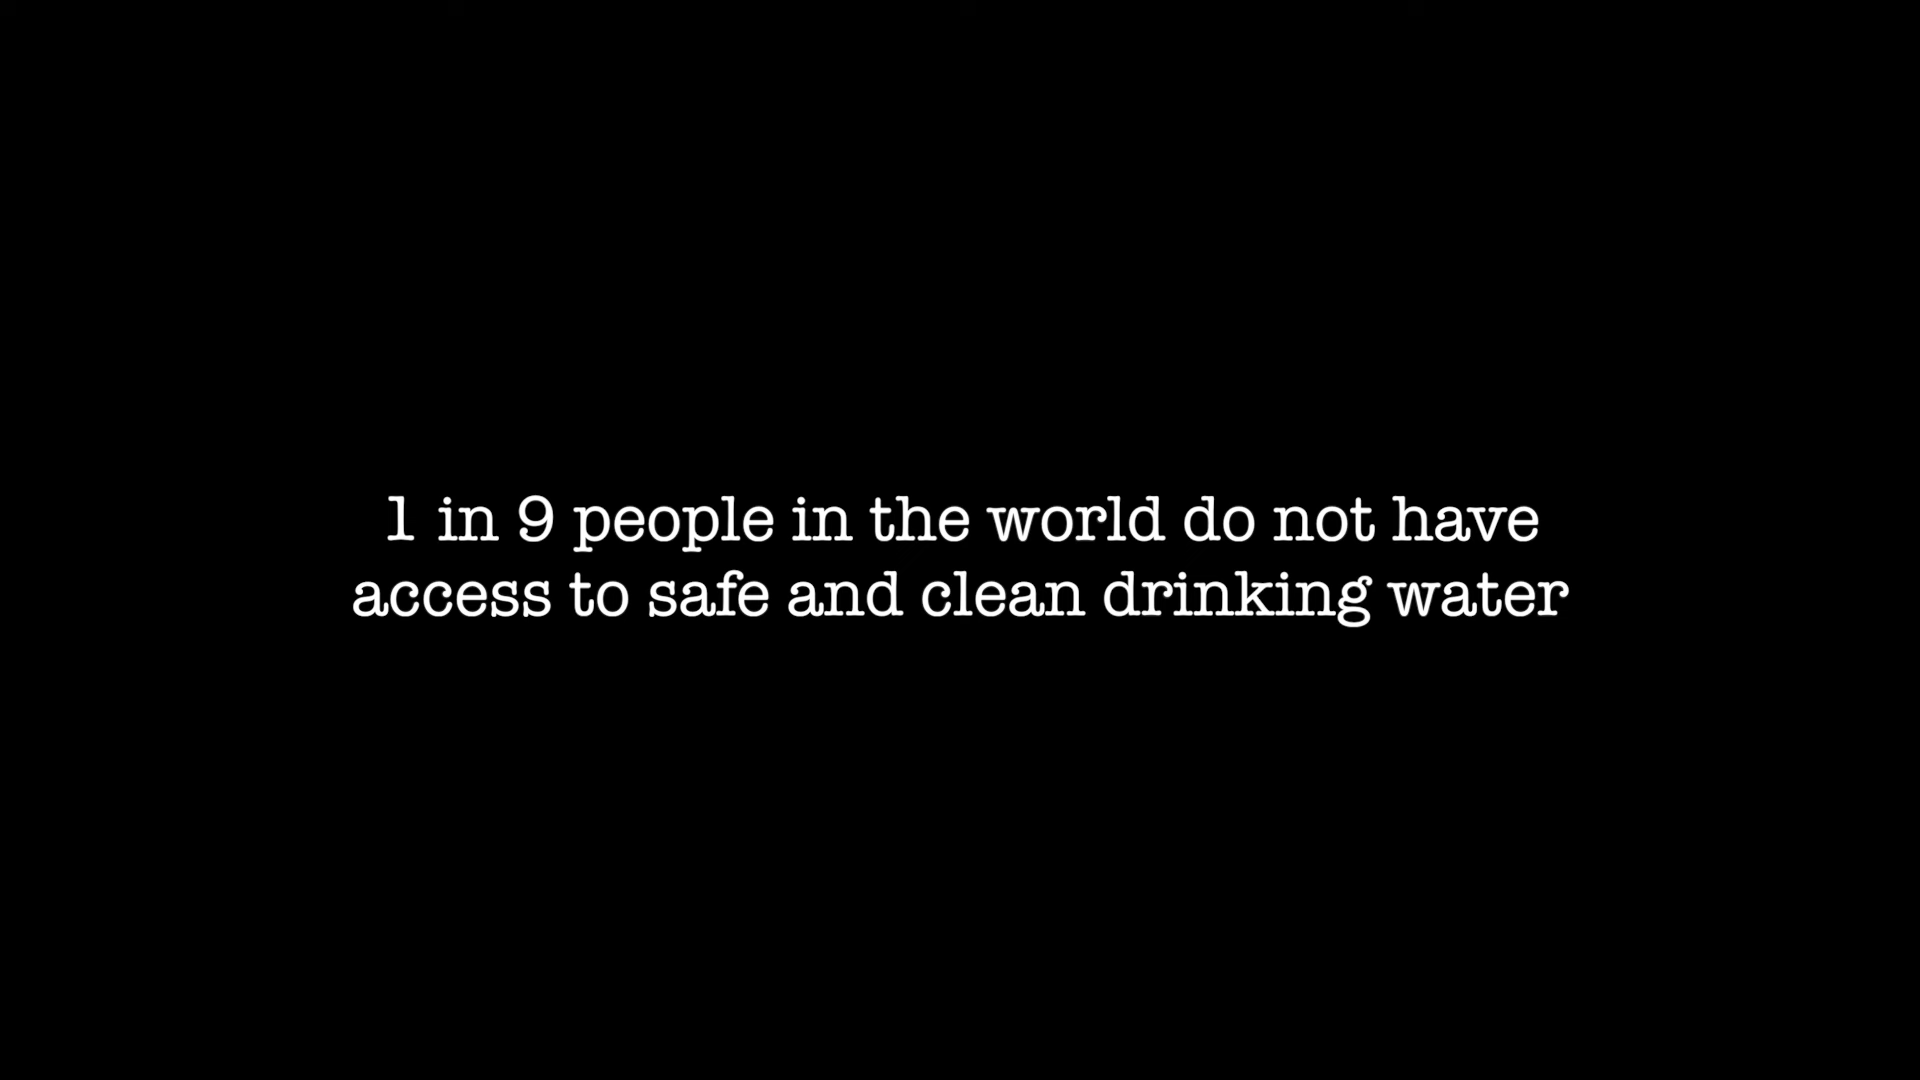 1 in 9 people in the world do not have
access to safe and clean drinking water